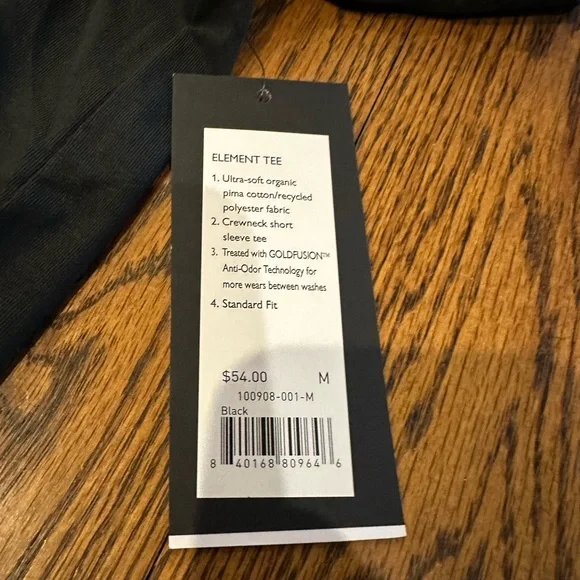 ELEMENT TEE
1. Ultra-soft organic
pima cotton/recycled
polyester fabric
2. Crewneck short
sleeve tee
3. Treated with GOLDFUSION™
Anti-Odor Technology for
more wears between washes
4. Standard Fit
$54.00 M
100908-001-M
Black
8 40168 80964 6